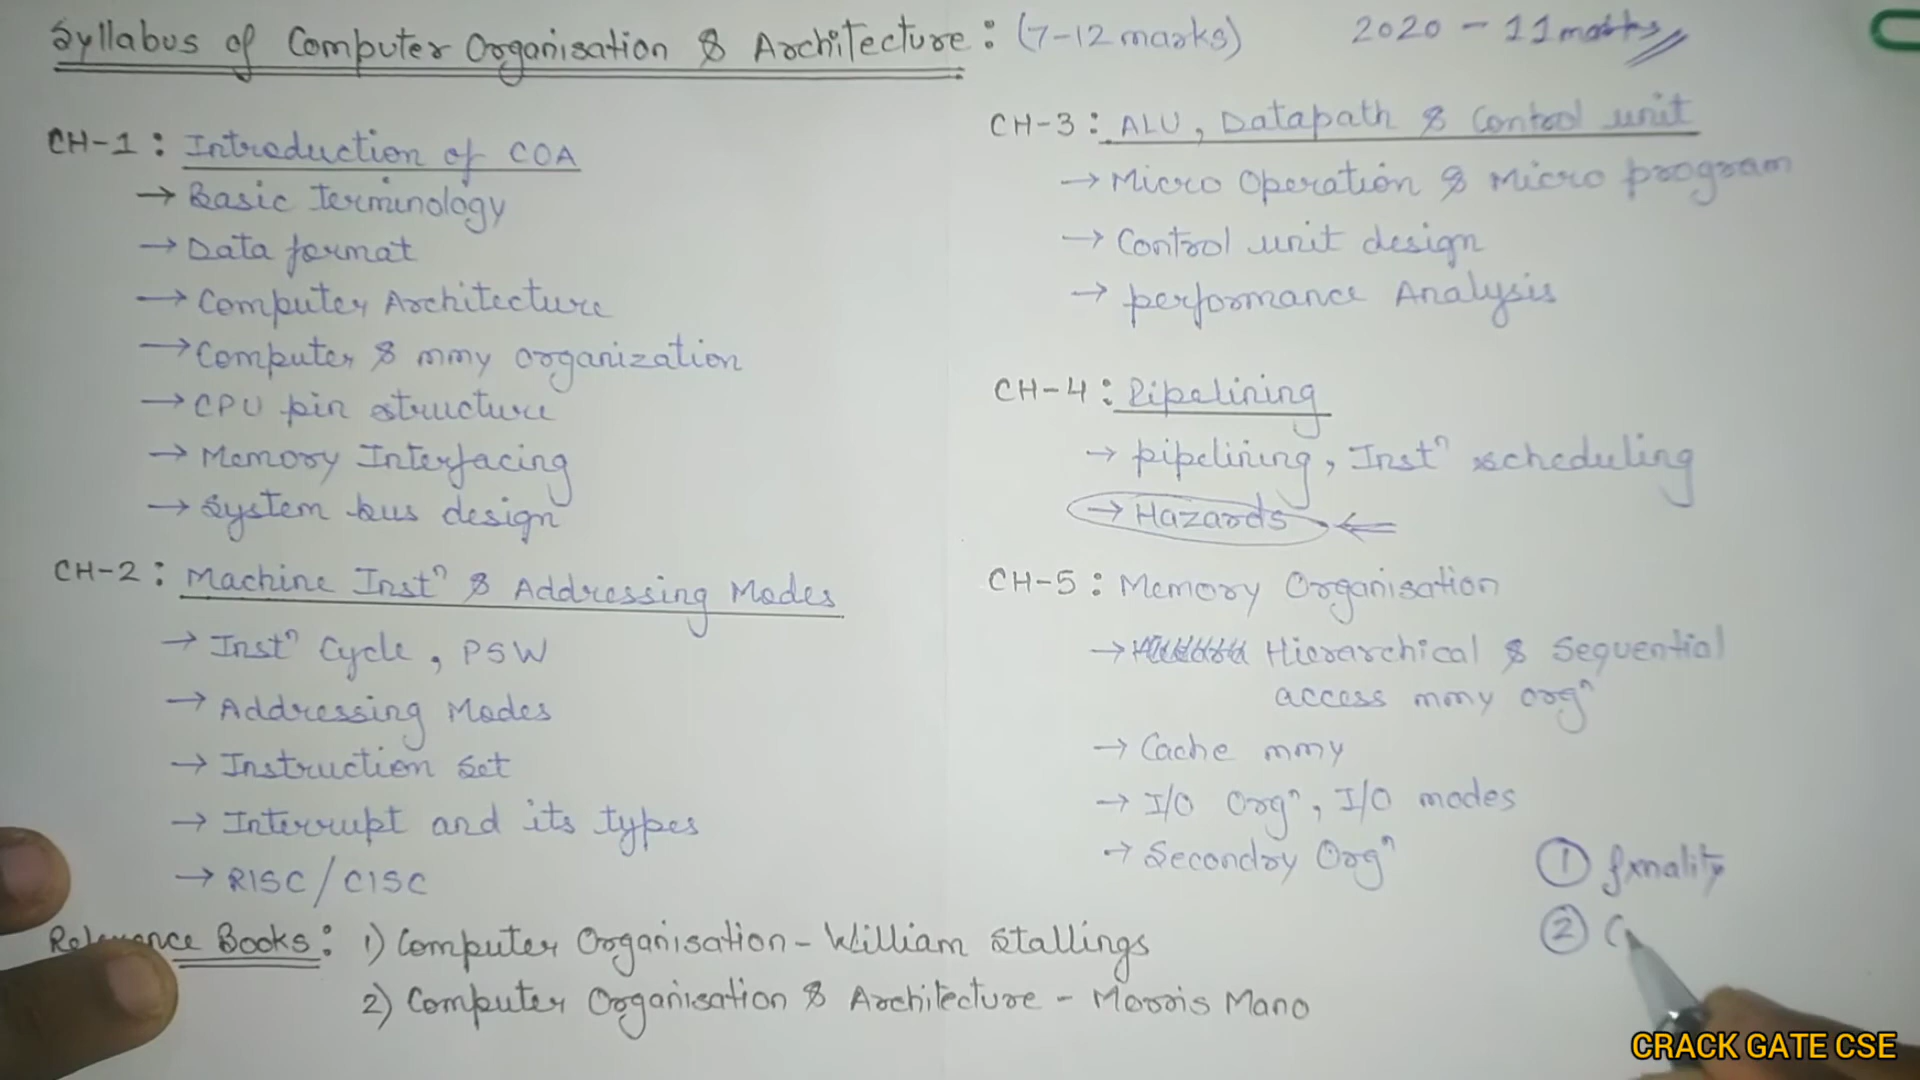 Syllabus of Computer Organisation & Architecture : (7-12 marks) 2020 - 11 marks
CH-1 : Introduction of COA
→ Basic Terminology
→ Data format
→ Computer Architecture
→ Computer & mmy organization
→ CPU pin structure
→ Memory Interfacing
→ System bus design
CH-2 : Machine Instⁿ & Addressing Modes
→ Instⁿ Cycle, PSW
→ Addressing Modes
→ Instruction Set
→ Interrupt and its types
→ RISC/CISC
CH-3 : ALU, Datapath & Control unit
→ Micro Operation & Micro program
→ Control unit design
→ performance Analysis
CH-4 : Pipelining
→ pipelining, Instⁿ scheduling
→ Hazards ←
CH-5 : Memory Organisation
→ Hierarchical & Sequential
access mmy orgⁿ
→ Cache mmy
→ I/O Orgⁿ, I/O modes
→ Secondry Orgⁿ
① fxnality
② C
Books : 1) Computer Organisation - William Stallings
2) Computer Organisation & Architecture - Morris Mano
CRACK GATE CSE